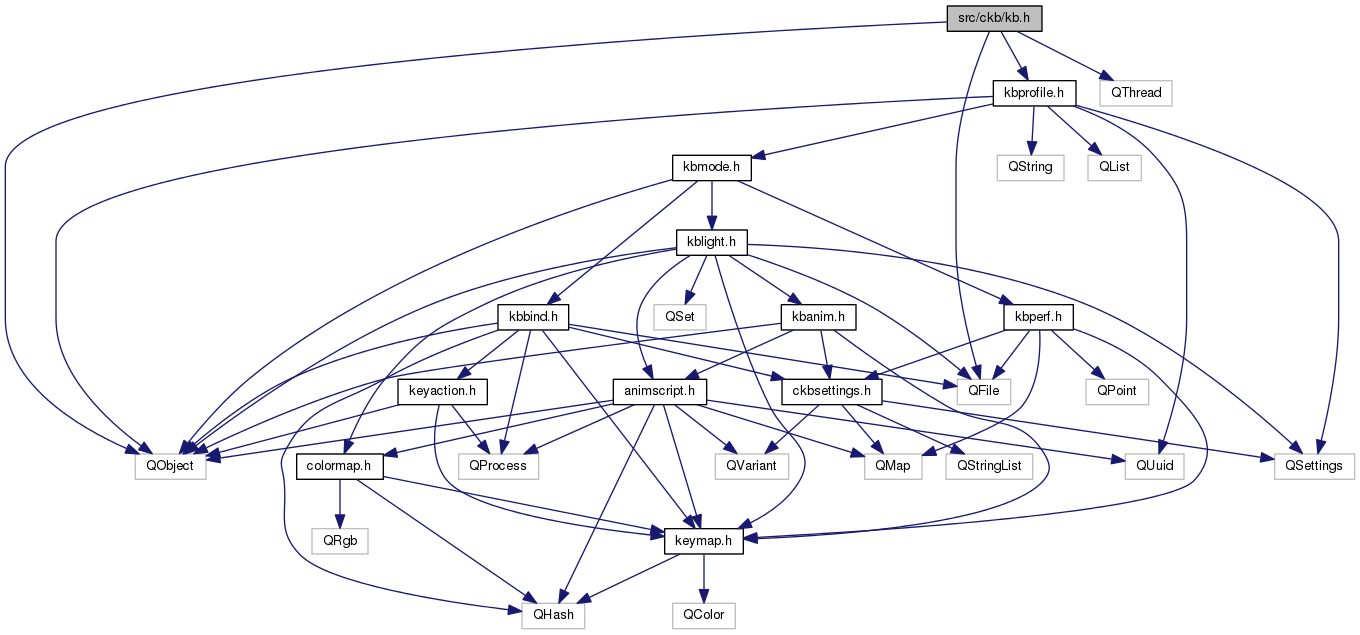 src/ckb/kb.h
kbprofile.h
QThread
kbmode.h
QString
QList
kblight.h
QSet
kbbind.h
kbanim.h
kbperf.h
keyaction.h
animscript.h
ckbsettings.h
QFile
QPoint
QObject
colormap.h
QProcess
QVariant
QMap
QStringList
QUuid
QSettings
QRgb
keymap.h
QHash
QColor